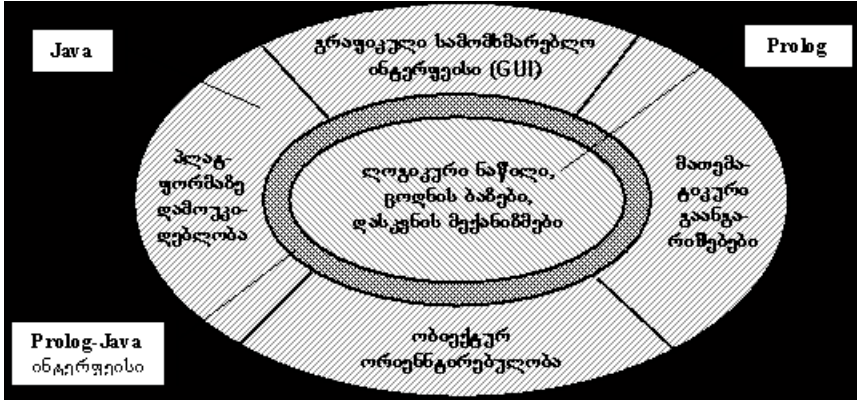 Java
გრაფიკული სამომხმარებლო
ინტერფეისი (GUI)
Prolog
პლატ-
ფორმაზე
დამოუკი-
დებლობა
ლოგიკური ნაწილი,
ცოდნის ბაზები,
დასკვნის მექანიზმები
მათემა-
ტიკური
გაანგა-
რიშებები
ობიექტურ
ორიენნტირებულობა
Prolog-Java
ინტერფეისი